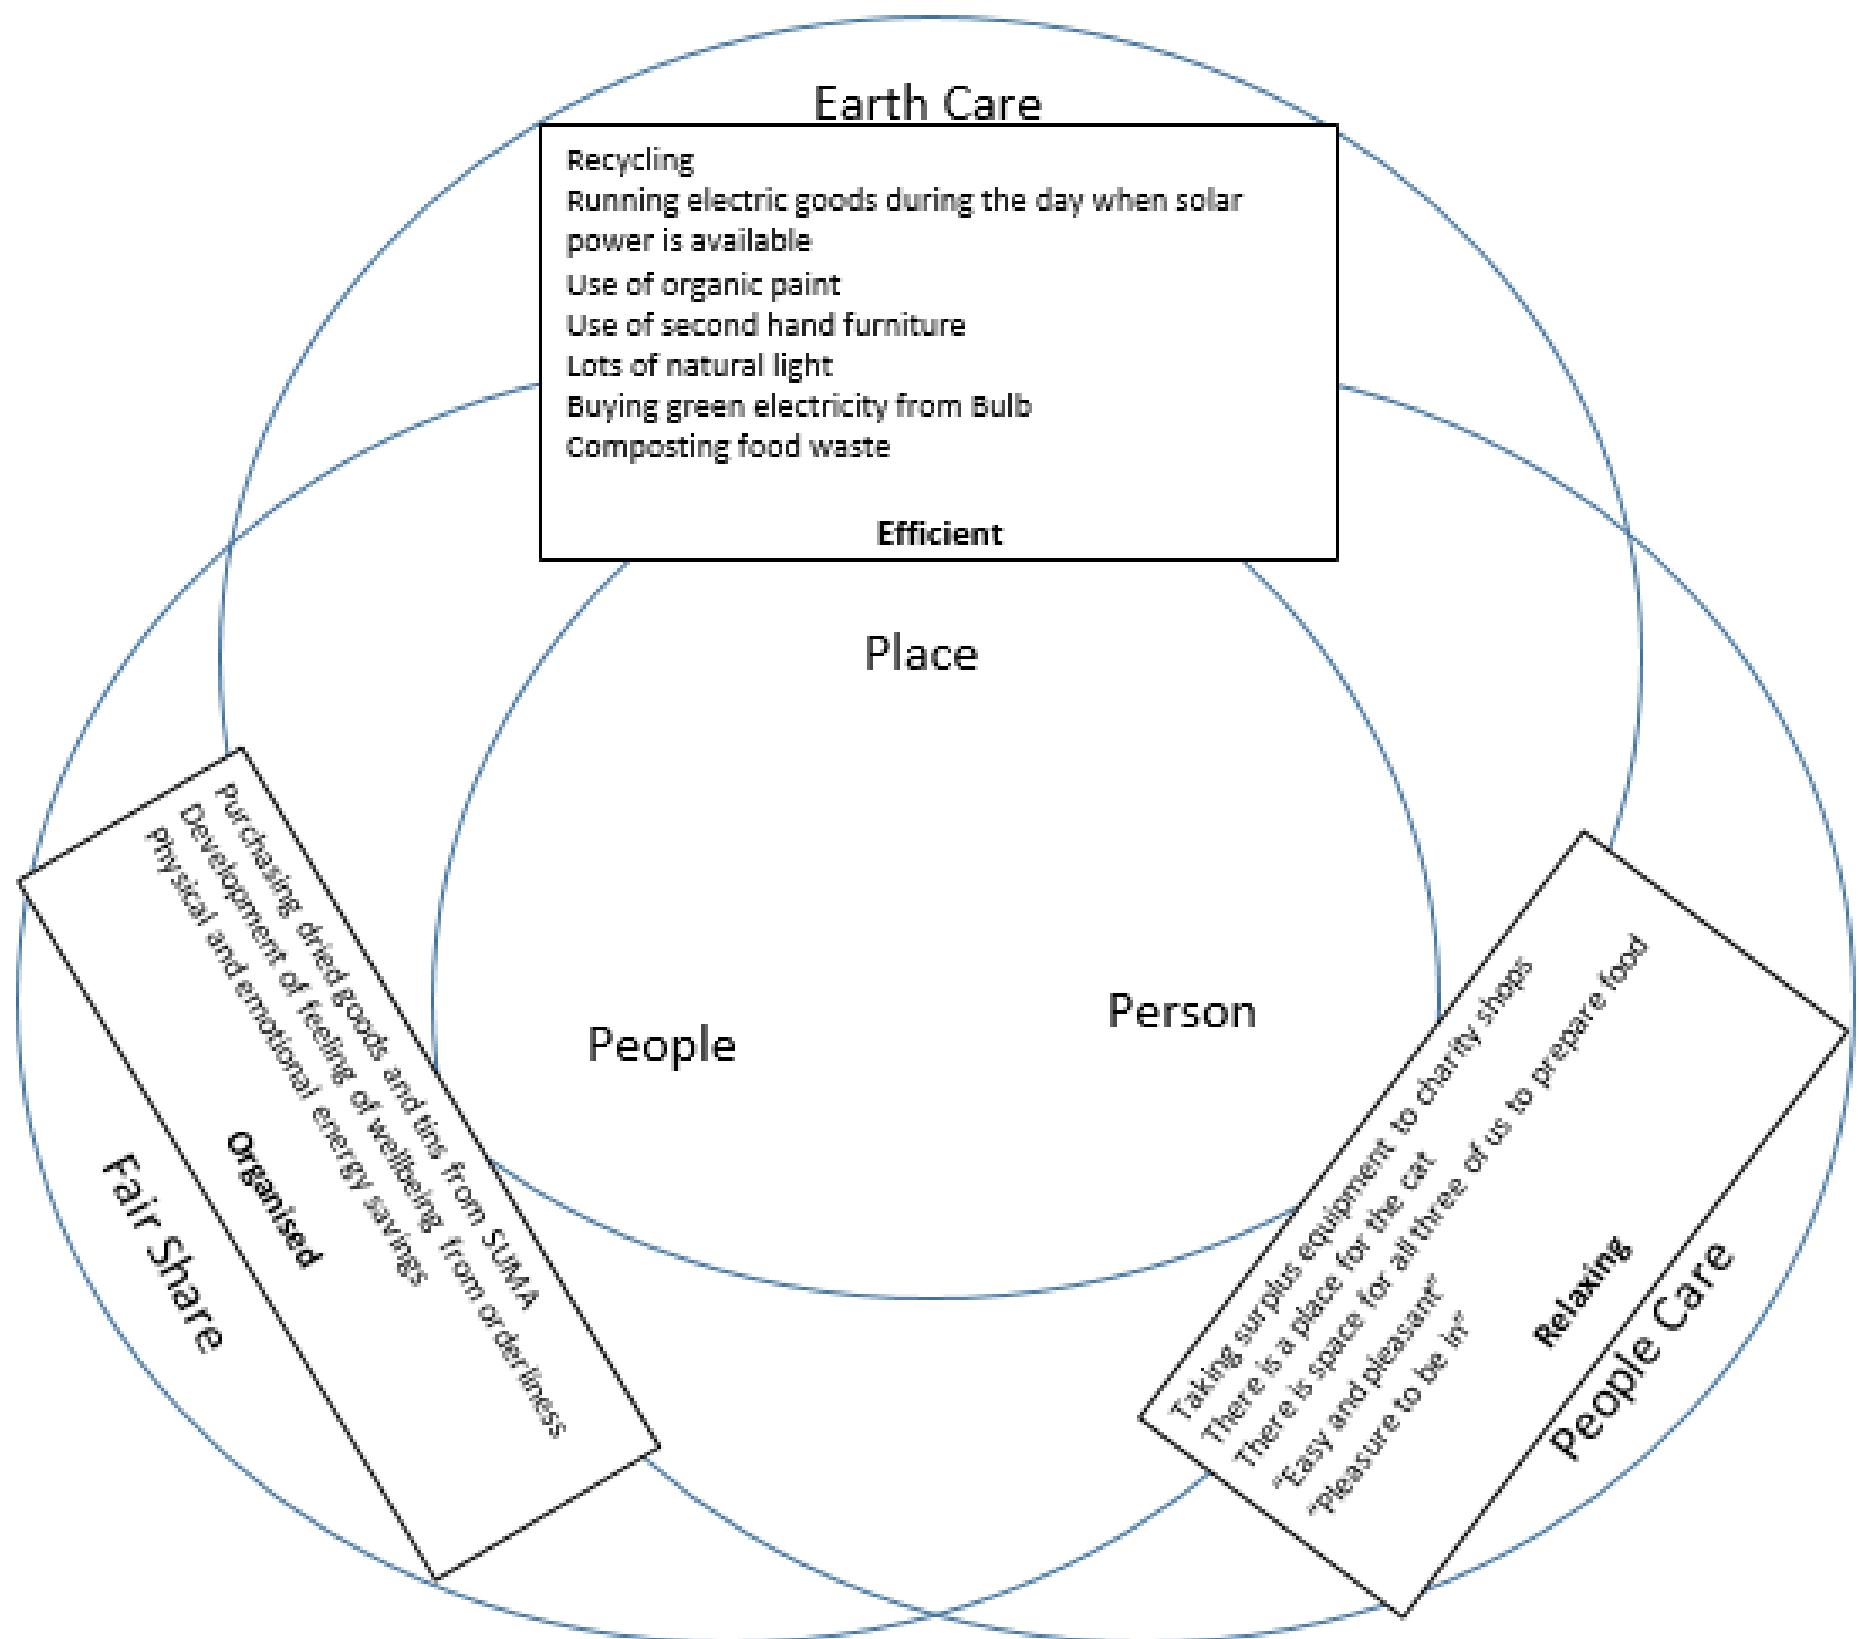 Earth Care
Recycling
Running electric goods during the day when solar
power is available
Use of organic paint
Use of second hand furniture
Lots of natural light
Buying green electricity from Bulb
Composting food waste
Efficient
Place
People
Person
Purchasing dried goods and tins from SUMA
Development of feeling of wellbeing from orderliness
Physical and emotional energy savings
Organised
Fair Share
Taking surplus equipment to charity shops
There is a place for the cat
There is space for all three of us to prepare food
“Easy and pleasant”
“Pleasure to be in”
Relaxing
People Care